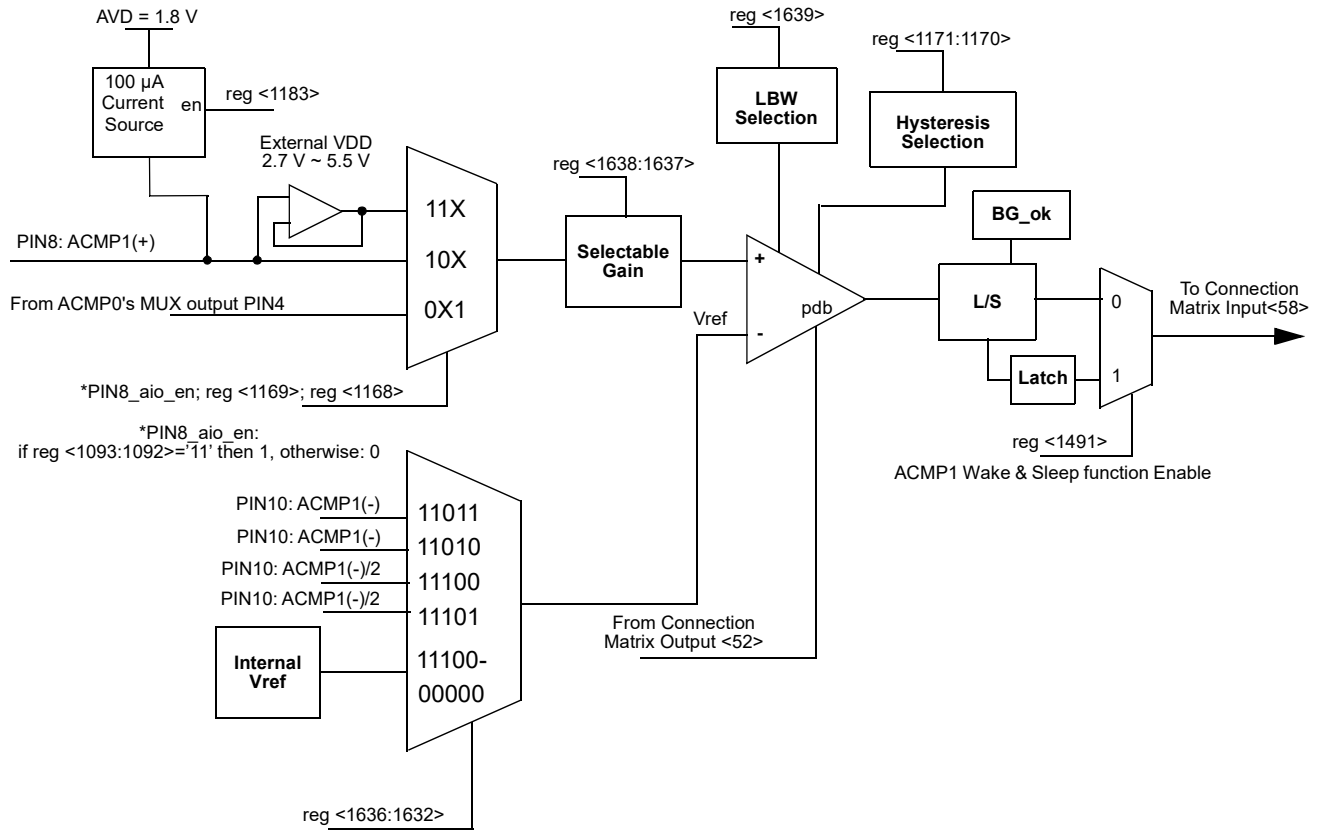 AVD = 1.8 V
reg <1639>
reg <1171:1170>
100 µA
Current
Source
en
reg <1183>
LBW
Selection
Hysteresis
Selection
External VDD
2.7 V ~ 5.5 V
reg <1638:1637>
11X
BG_ok
PIN8: ACMP1(+)
10X
Selectable
Gain
+
From ACMP0's MUX output PIN4
0X1
Vref
-
pdb
L/S
0
To Connection
Matrix Input<58>
Latch
1
*PIN8_aio_en; reg <1169>; reg <1168>
*PIN8_aio_en:
if reg <1093:1092>='11' then 1, otherwise: 0
reg <1491>
ACMP1 Wake & Sleep function Enable
PIN10: ACMP1(-)
11011
PIN10: ACMP1(-)
11010
PIN10: ACMP1(-)/2
11100
PIN10: ACMP1(-)/2
11101
Internal
Vref
11100-
00000
From Connection
Matrix Output <52>
reg <1636:1632>